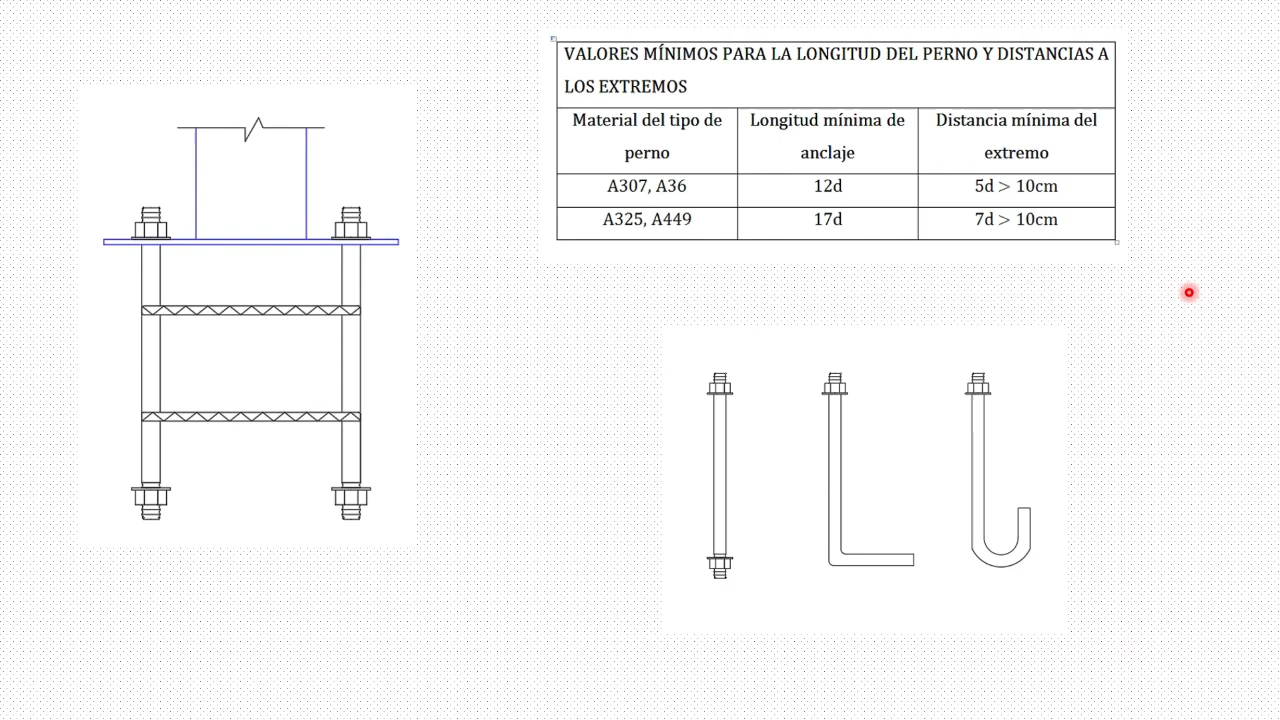 VALORES MÍNIMOS PARA LA LONGITUD DEL PERNO Y DISTANCIAS A
LOS EXTREMOS
Material del tipo de perno
Longitud mínima de anclaje
Distancia mínima del extremo
A307, A36
12d
5d > 10cm
A325, A449
17d
7d > 10cm